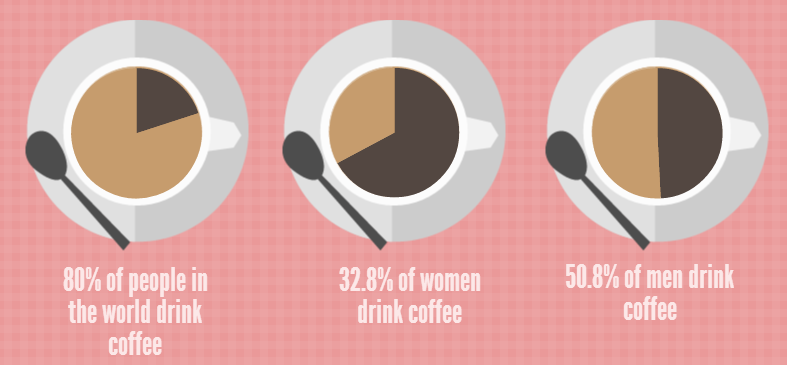 80% of people in
the world drink
coffee
32.8% of women
drink coffee
50.8% of men drink
coffee